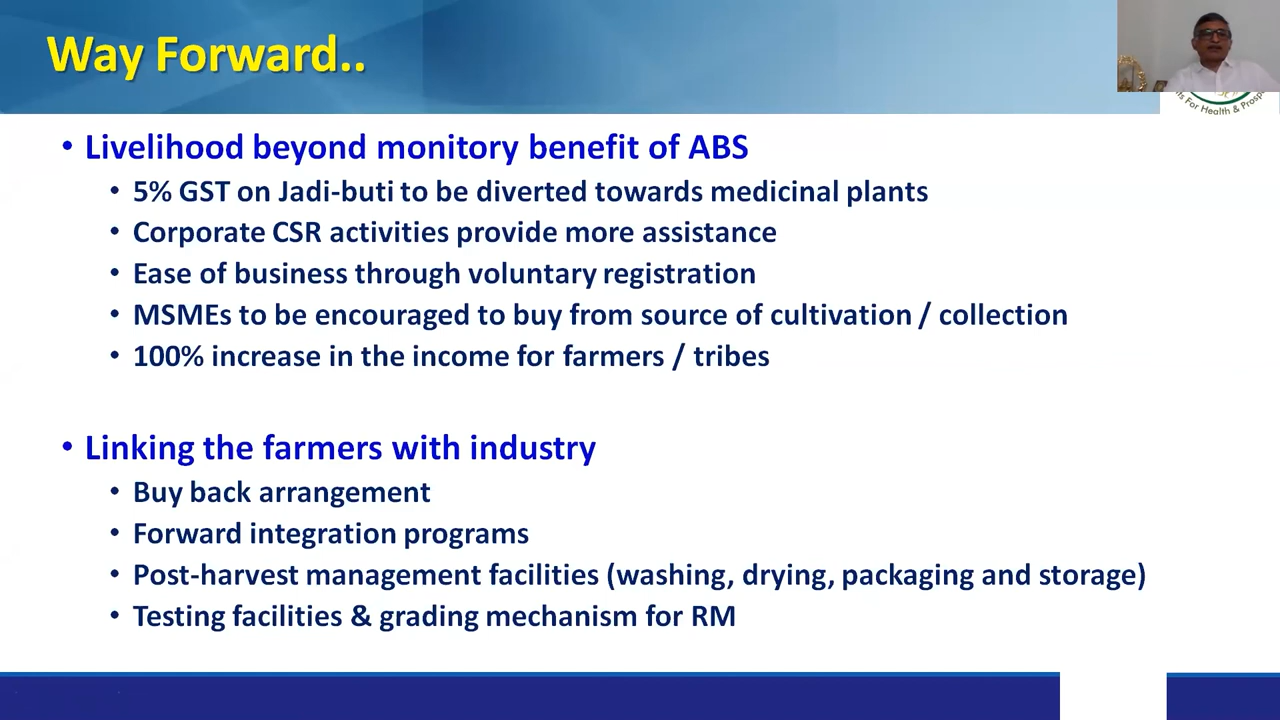 Way Forward..
• Livelihood beyond monitory benefit of ABS
• 5% GST on Jadi-buti to be diverted towards medicinal plants
• Corporate CSR activities provide more assistance
• Ease of business through voluntary registration
• MSMEs to be encouraged to buy from source of cultivation / collection
• 100% increase in the income for farmers / tribes
• Linking the farmers with industry
• Buy back arrangement
• Forward integration programs
• Post-harvest management facilities (washing, drying, packaging and storage)
• Testing facilities & grading mechanism for RM
For Health &